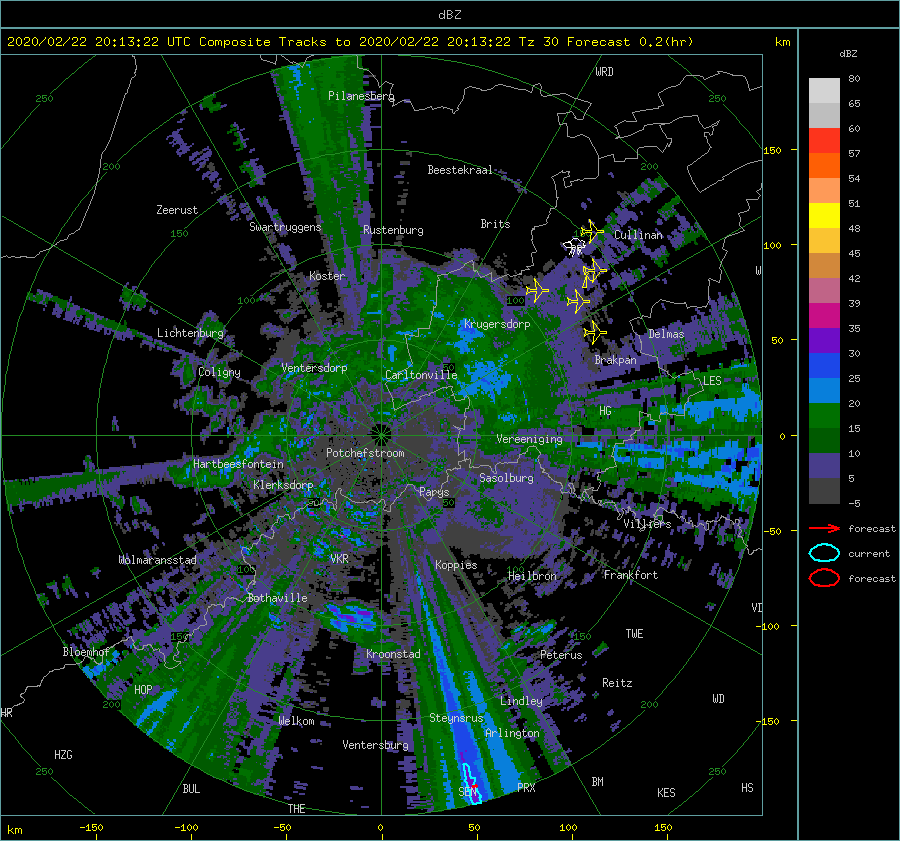 dBZ
2020/02/22 20:13:22 UTC Composite Tracks to 2020/02/22 20:13:22 Tz 30 Forecast 0.2(hr)
km
dBZ
WRD
80
250
Pilanesberg
250
65
60
150
57
200
Beestekraal
200
54
Zeerust
51
150
Swartruggens
Rustenburg
Brits
Cullinan
48
100
45
Koster
W
42
100
100
39
Lichtenburg
Krugersdorp
Delmas
35
50
30
Ventersdorp
Carltonville
Brakpan
50
Coligny
LES
25
HG
20
15
Vereeniging
0
Potchefstroom
10
Hartbeesfontein
Sasolburg
5
Klerksdorp
Pargs
50
50
-5
Villiers
-50
forecast
Wolmaransstad
VKR
Koppies
current
100
Heilbron
100
Frankfort
forecast
Bothaville
VD
-100
150
TWE
150
Bloemhof
Kroonstad
Peterus
HOP
Reitz
200
Lindley
WD
200
HR
Welkom
Steynsrus
-150
Arlington
HZG
Ventersburg
250
250
BUL
SEN
PRX
BM
KES
HS
THE
km
-150
-100
-50
0
50
100
150